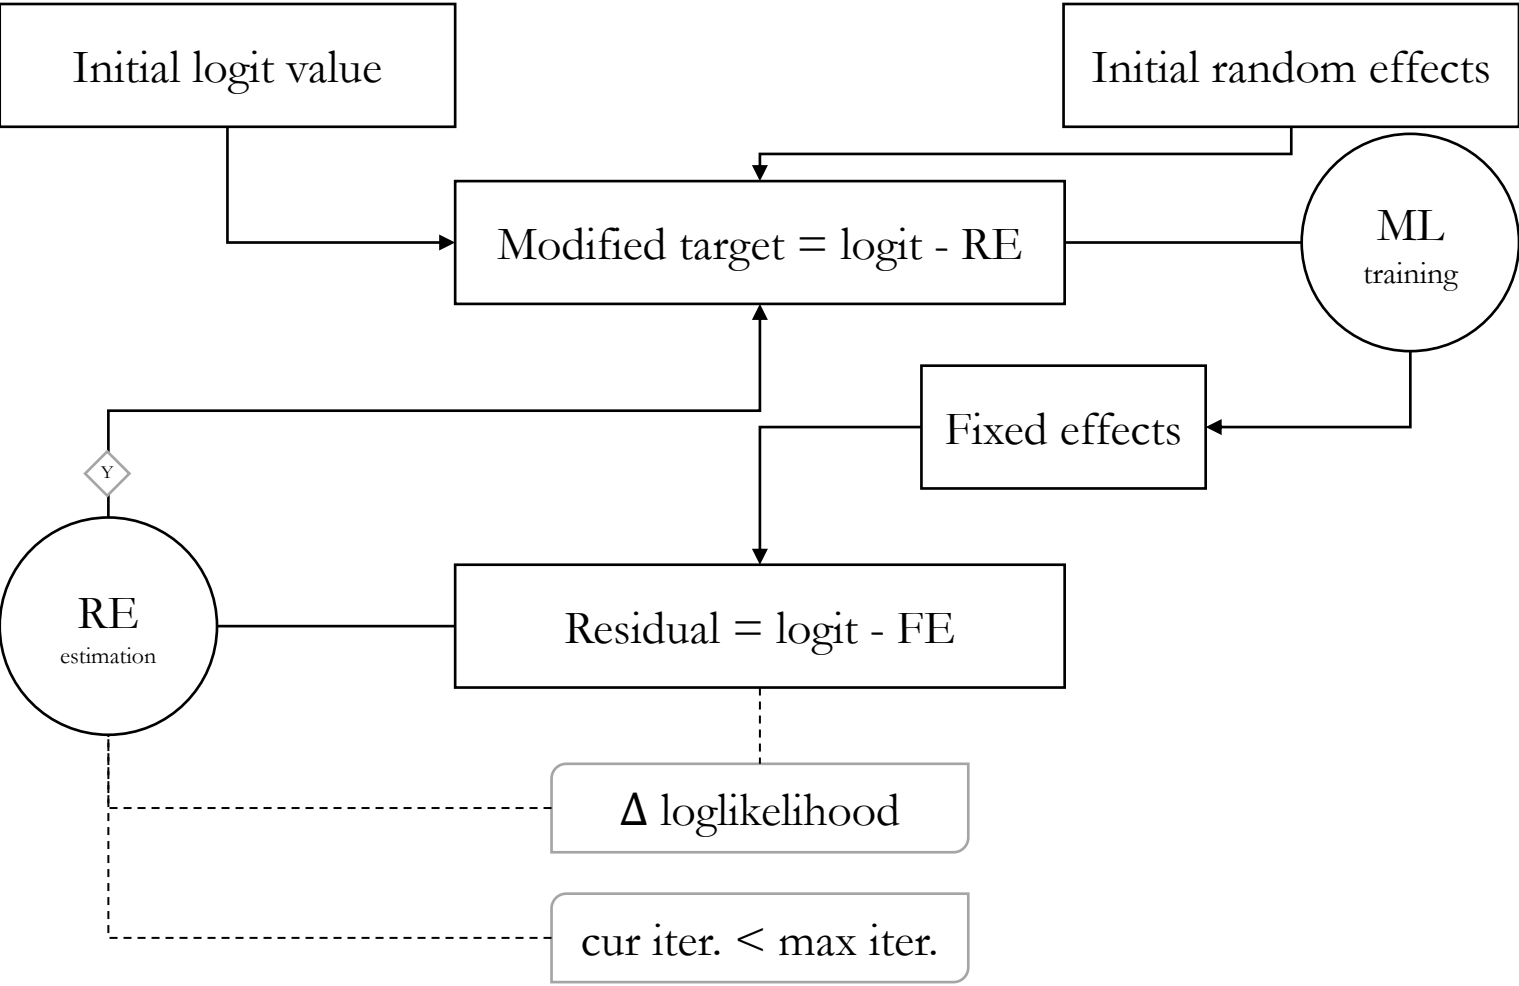 Initial logit value
Initial random effects
Modified target = logit - RE
ML
training
Fixed effects
Y
RE
estimation
Residual = logit - FE
Δ loglikelihood
cur iter. < max iter.